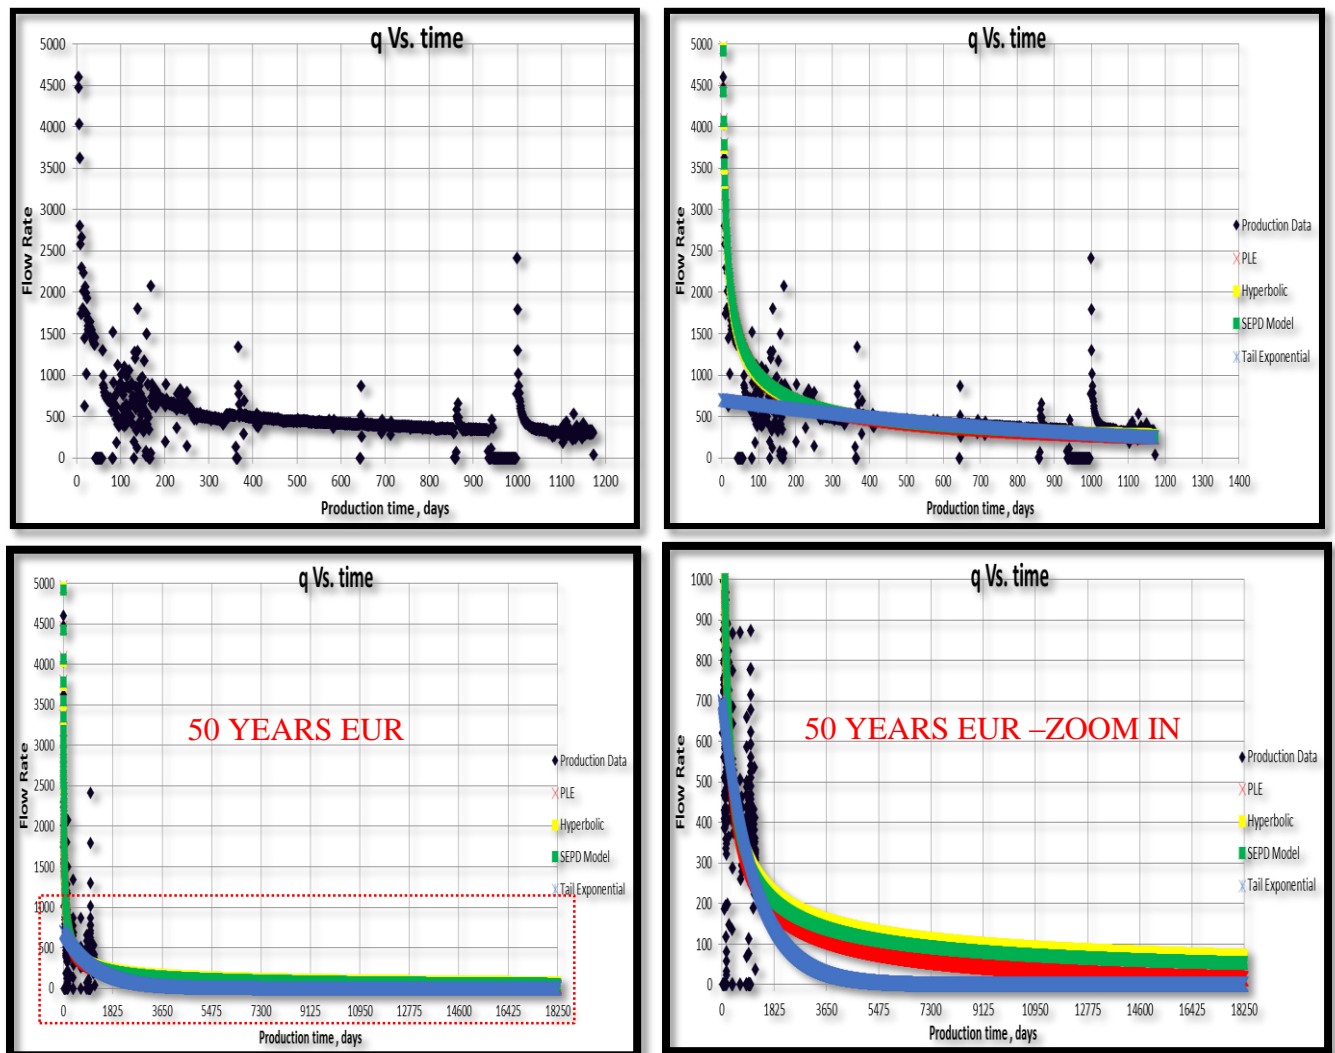 q Vs. time
5000
4500
4000
3500
3000
2500
2000
1500
1000
500
0
Flow Rate
0 100 200 300 400 500 600 700 800 900 1000 1100 1200
Production time , days
q Vs. time
5000
4500
4000
3500
3000
2500
2000
1500
1000
500
0
Flow Rate
0 100 200 300 400 500 600 700 800 900 1000 1100 1200 1300 1400
Production time , days
Production Data
PLE
Hyperbolic
SEPD Model
Tail Exponential
q Vs. time
5000
4500
4000
3500
3000
2500
2000
1500
1000
500
0
Flow Rate
50 YEARS EUR
0 1825 3650 5475 7300 9125 10950 12775 14600 16425 18250
Production time , days
Production Data
PLE
Hyperbolic
SEPD Model
Tail Exponential
q Vs. time
1000
900
800
700
600
500
400
300
200
100
0
Flow Rate
50 YEARS EUR –ZOOM IN
0 1825 3650 5475 7300 9125 10950 12775 14600 16425 18250
Production time , days
Production Data
PLE
Hyperbolic
SEPD Model
Tail Exponential